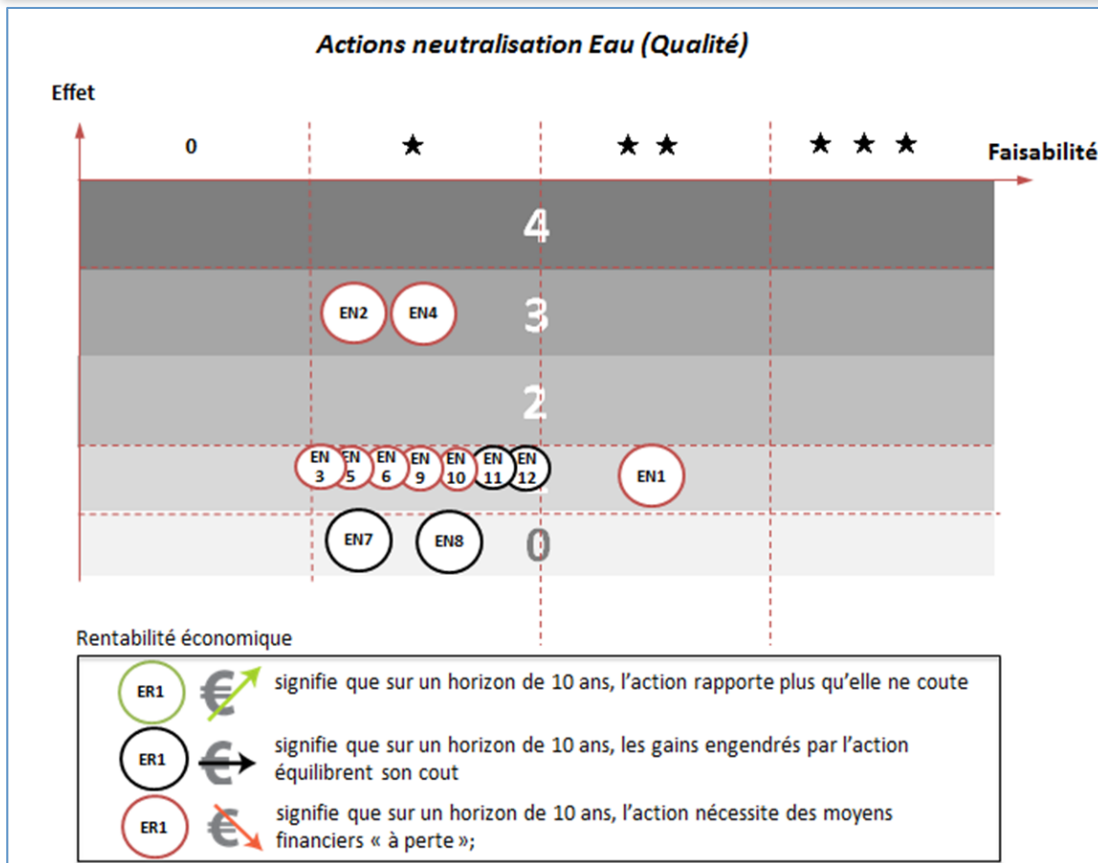 Actions neutralisation Eau (Qualité)
Effet
0 ★ ★ ★ ★ ★ ★
Faisabilité
4
EN2 EN4 3
2
EN 3 EN 5 EN 6 EN 9 EN 10 EN 11 EN 12 EN1
EN7 EN8 0
Rentabilité économique
ER1 € signifie que sur un horizon de 10 ans, l'action rapporte plus qu'elle ne coute
ER1 € signifie que sur un horizon de 10 ans, les gains engendrés par l'action
équilibrent son cout
ER1 € signifie que sur un horizon de 10 ans, l'action nécessite des moyens
financiers « à perte »;